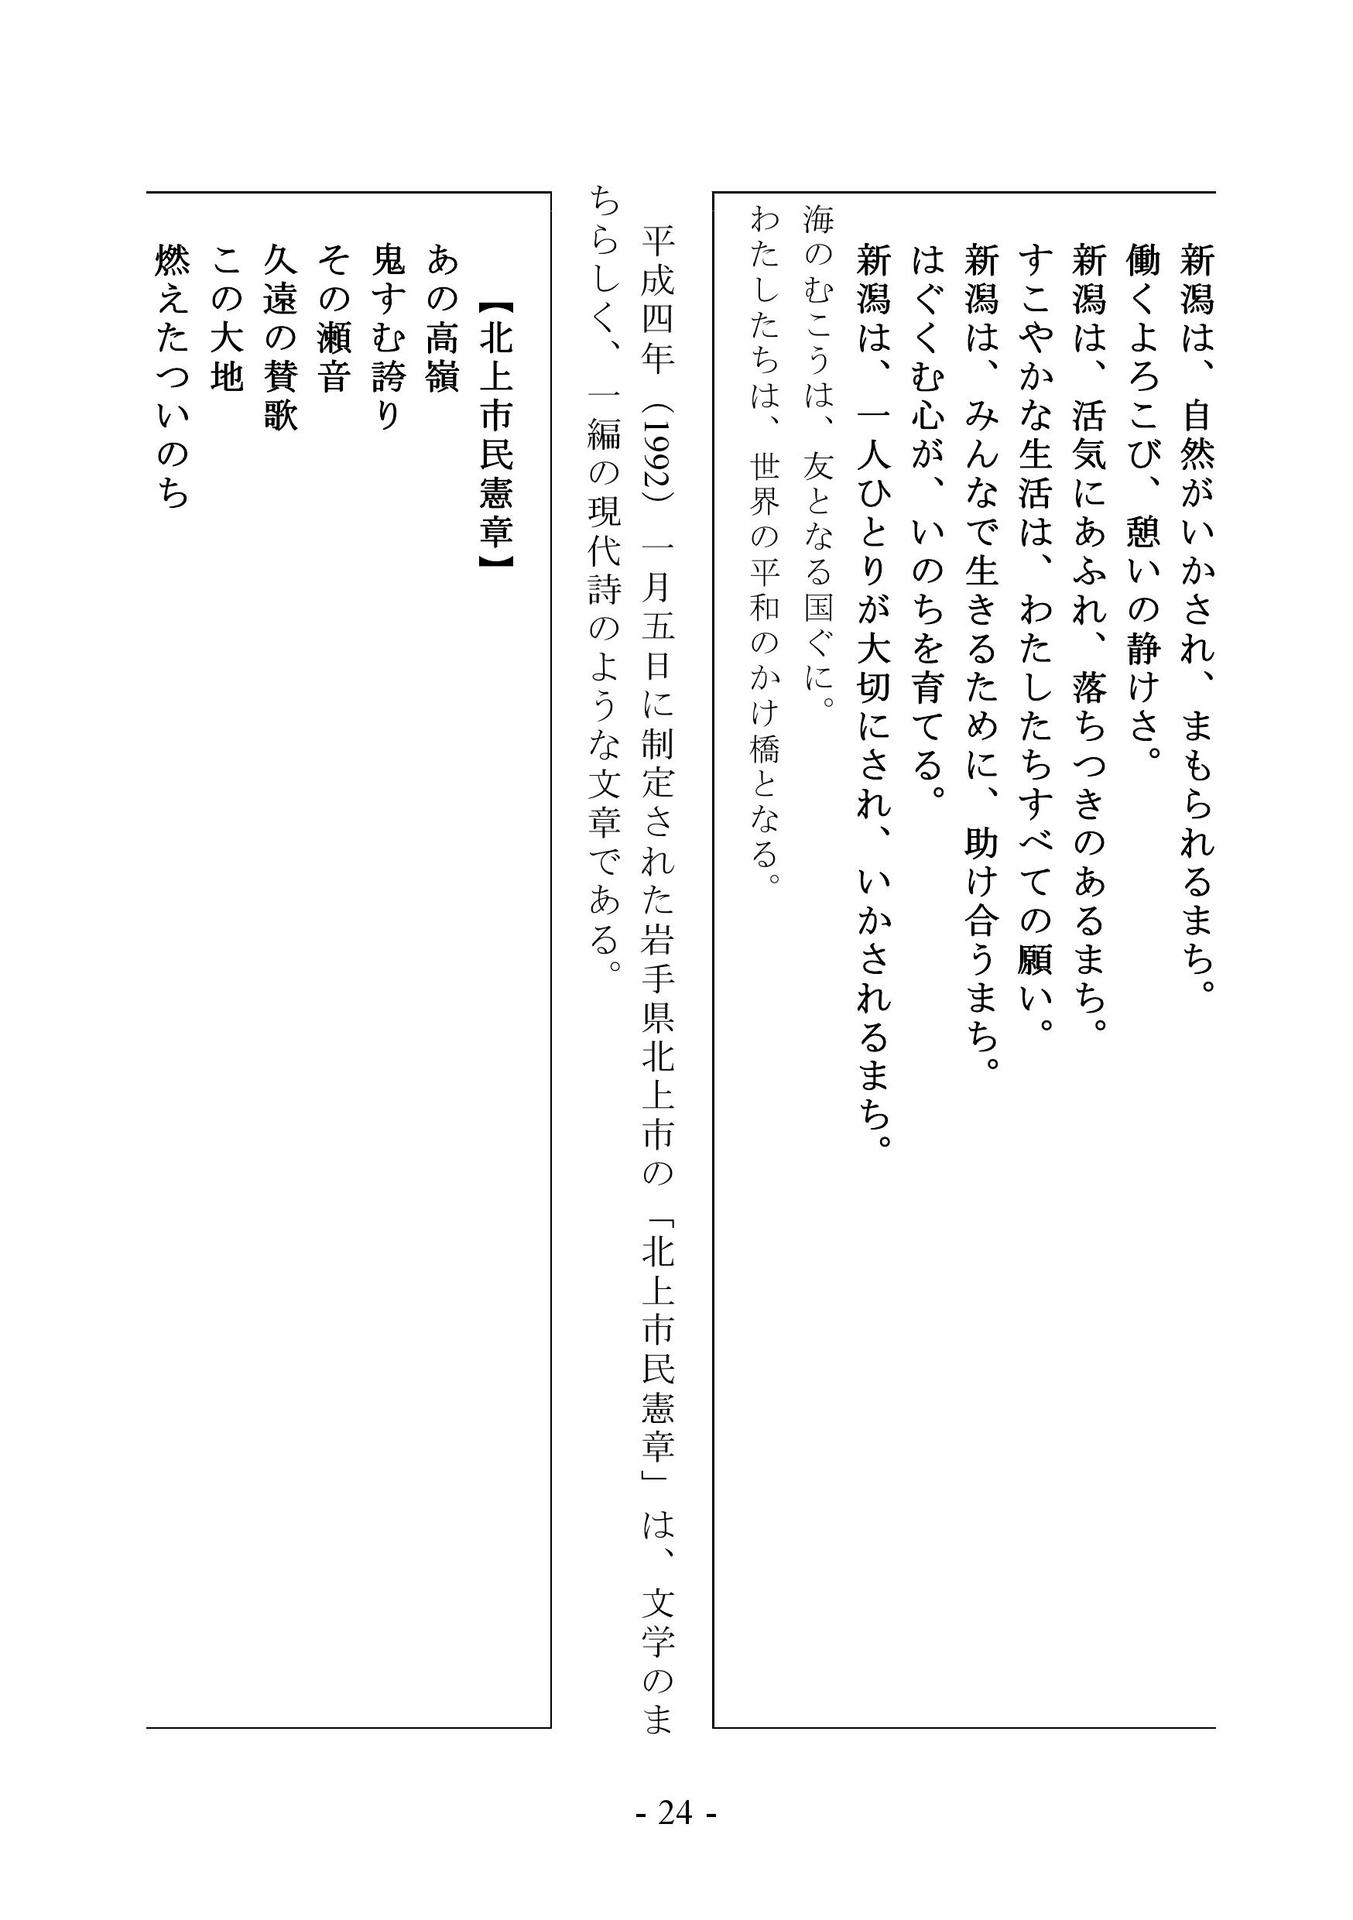 新潟は、自然がいかされ、まもられるまち。
働くよろこび、憩いの静けさ。
新潟は、活気にあふれ、落ちつきのあるまち。
すこやかな生活は、わたしたちすべての願い。
新潟は、みんなで生きるために、助け合うまち。
はぐくむ心が、いのちを育てる。
新潟は、一人ひとりが大切にされ、いかされるまち。
海のむこうは、友となる国ぐに。
わたしたちは、世界の平和のかけ橋となる。
平成四年（1992）一月五日に制定された岩手県北上市の「北上市民憲章」は、文学のま
ちらしく、一編の現代詩のような文章である。
【北上市民憲章】
あの高嶺
鬼すむ誇り
その瀬音
久遠の賛歌
この大地
燃えたついのち
- 24 -